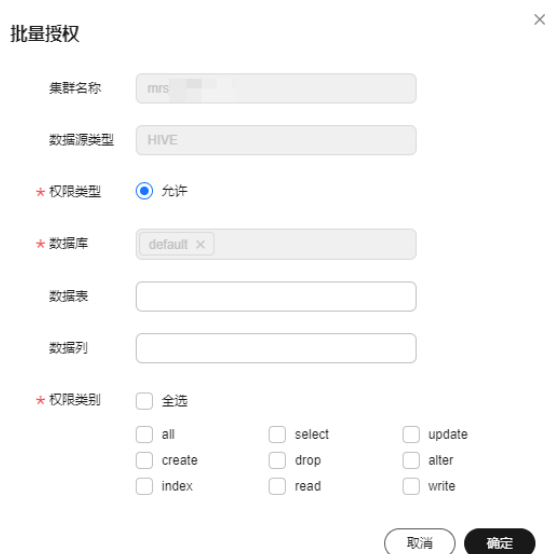 批量授权
集群名称 mrs
数据源类型 HIVE
* 权限类型 允许
* 数据库 default ×
数据表
数据列
* 权限类别 全选
all select update
create drop alter
index read write
取消 确定